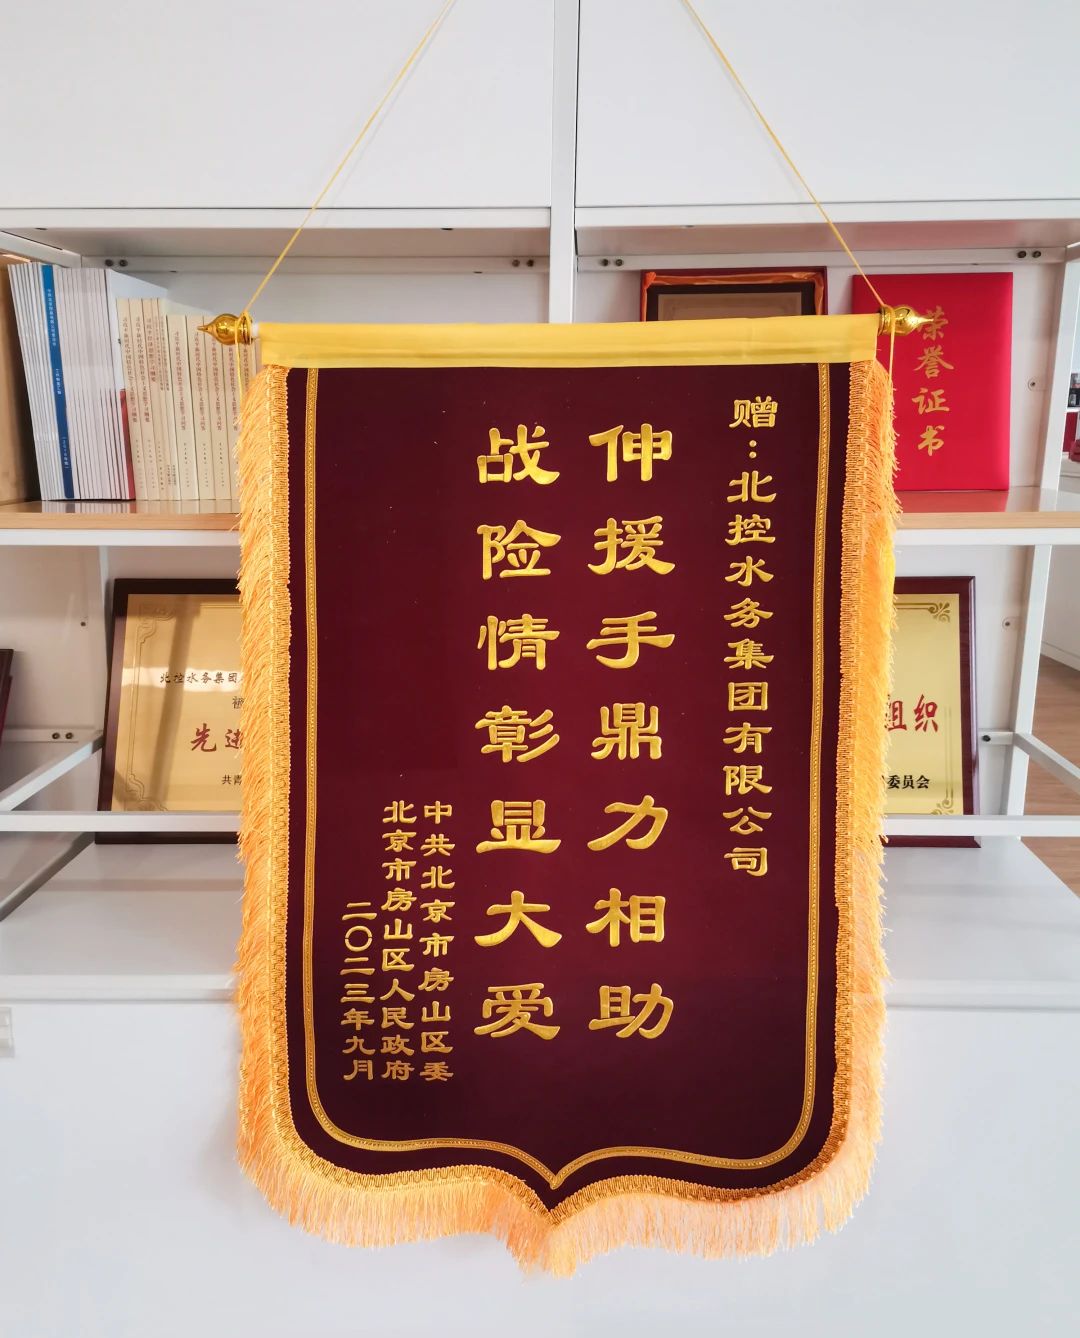 赠：北控水务集团有限公司
伸援手鼎力相助
战险情彰显大爱
中共北京市房山区委
北京市房山区人民政府
二〇二三年九月
荣誉证书
北控水务集团
先进
共青
组织
委员会